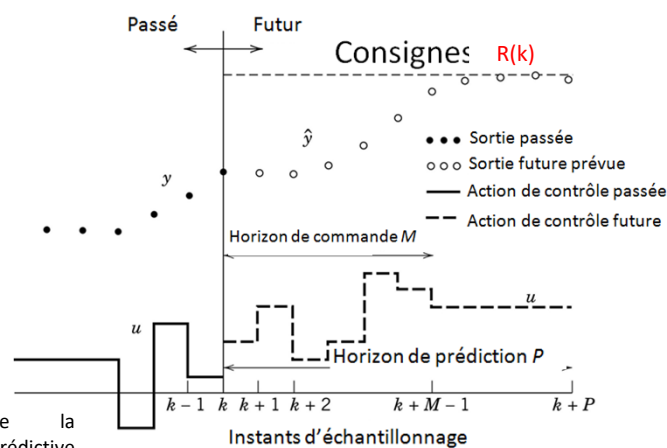 Passé Futur
Consignes R(k)
ŷ
Sortie passée
y
Sortie future prévue
Action de contrôle passée
Action de contrôle future
Horizon de commande M
u
u
Horizon de prédiction P
k – 1 k k + 1 k + 2 k + M – 1 k + P
e la
rédictive
Instants d'échantillonnage